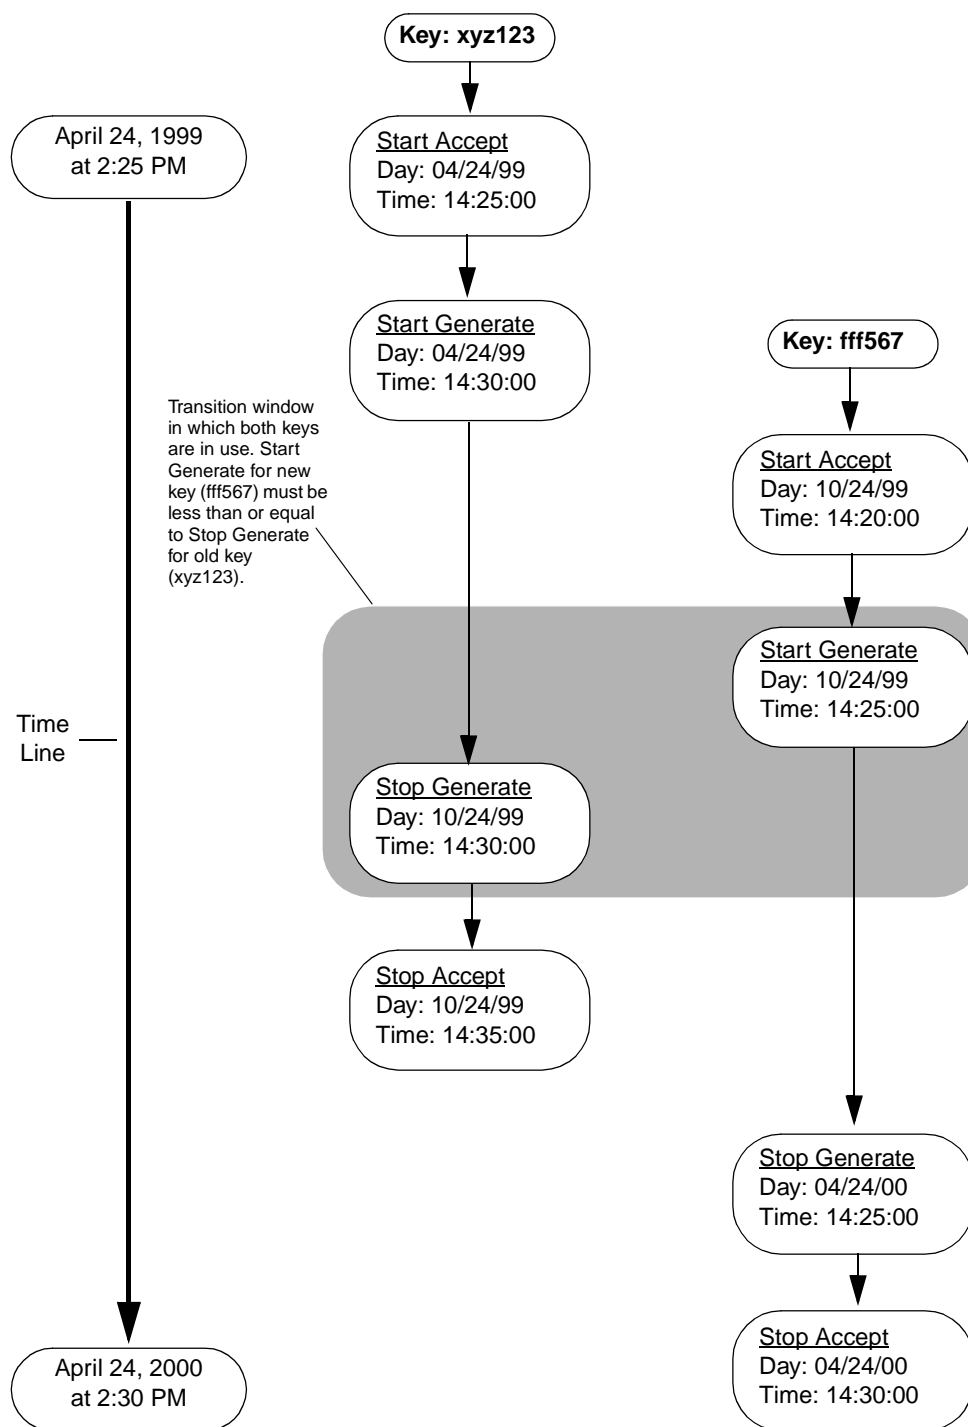 Key: xyz123
April 24, 1999
at 2:25 PM
Start Accept
Day: 04/24/99
Time: 14:25:00
Start Generate
Day: 04/24/99
Time: 14:30:00
Key: fff567
Transition window
in which both keys
are in use. Start
Generate for new
key (fff567) must be
less than or equal
to Stop Generate
for old key
(xyz123).
Start Accept
Day: 10/24/99
Time: 14:20:00
Start Generate
Day: 10/24/99
Time: 14:25:00
Time
Line
Stop Generate
Day: 10/24/99
Time: 14:30:00
Stop Accept
Day: 10/24/99
Time: 14:35:00
Stop Generate
Day: 04/24/00
Time: 14:25:00
Stop Accept
Day: 04/24/00
Time: 14:30:00
April 24, 2000
at 2:30 PM